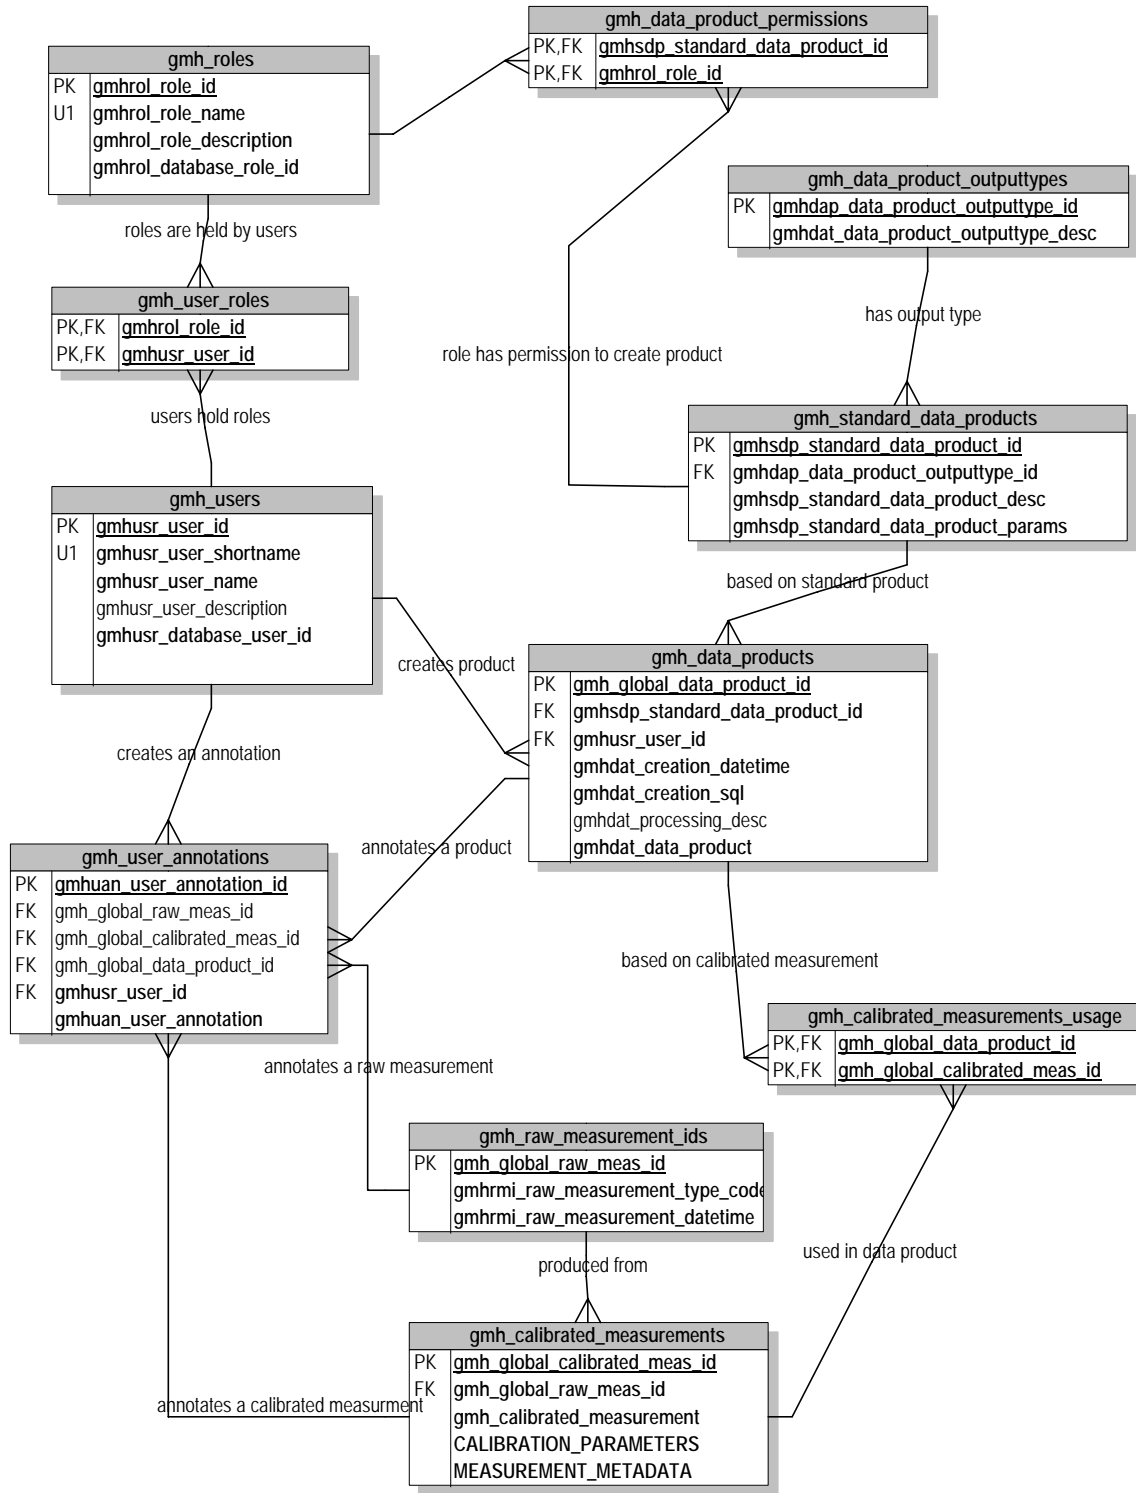 gmh_data_product_permissions
PK,FK gmhsdp_standard_data_product_id
PK,FK gmhrol_role_id
gmh_roles
PK gmhrol_role_id
U1 gmhrol_role_name
gmhrol_role_description
gmhrol_database_role_id
gmh_data_product_outputtypes
PK gmhdap_data_product_outputtype_id
gmhdat_data_product_outputtype_desc
roles are held by users
gmh_user_roles
PK,FK gmhrol_role_id
PK,FK gmhusr_user_id
has output type
role has permission to create product
users hold roles
gmh_standard_data_products
PK gmhsdp_standard_data_product_id
FK gmhdap_data_product_outputtype_id
gmhsdp_standard_data_product_desc
gmhsdp_standard_data_product_params
gmh_users
PK gmhusr_user_id
U1 gmhusr_user_shortname
gmhusr_user_name
gmhusr_user_description
gmhusr_database_user_id
based on standard product
creates product
gmh_data_products
PK gmh_global_data_product_id
FK gmhsdp_standard_data_product_id
FK gmhusr_user_id
gmhdat_creation_datetime
gmhdat_creation_sql
gmhdat_processing_desc
gmhdat_data_product
creates an annotation
annotates a product
gmh_user_annotations
PK gmhuan_user_annotation_id
FK gmh_global_raw_meas_id
FK gmh_global_calibrated_meas_id
FK gmh_global_data_product_id
FK gmhusr_user_id
gmhuan_user_annotation
based on calibrated measurement
gmh_calibrated_measurements_usage
PK,FK gmh_global_data_product_id
PK,FK gmh_global_calibrated_meas_id
annotates a raw measurement
gmh_raw_measurement_ids
PK gmh_global_raw_meas_id
gmhrmi_raw_measurement_type_code
gmhrmi_raw_measurement_datetime
used in data product
produced from
gmh_calibrated_measurements
PK gmh_global_calibrated_meas_id
FK gmh_global_raw_meas_id
gmh_calibrated_measurement
CALIBRATION_PARAMETERS
MEASUREMENT_METADATA
annotates a calibrated measurment